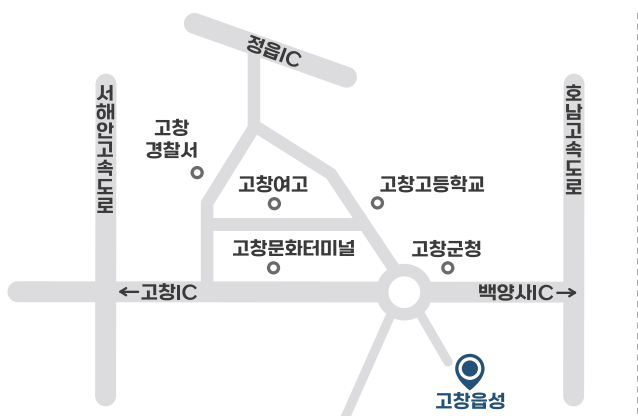 정읍IC
서해안고속도로
호남고속도로
고창
경찰서
고창여고
고창고등학교
고창문화터미널
고창군청
←고창IC
백양사IC→
고창읍성